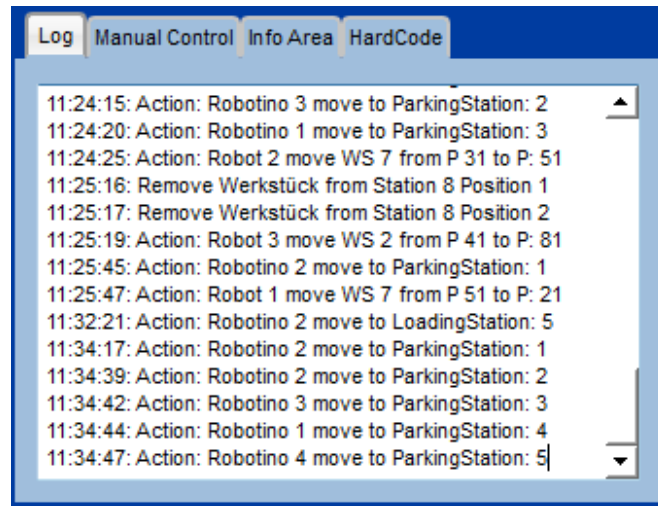 Log Manual Control Info Area HardCode
11:24:15: Action: Robotino 3 move to ParkingStation: 2
11:24:20: Action: Robotino 1 move to ParkingStation: 3
11:24:25: Action: Robot 2 move WS 7 from P 31 to P: 51
11:25:16: Remove Werkstück from Station 8 Position 1
11:25:17: Remove Werkstück from Station 8 Position 2
11:25:19: Action: Robot 3 move WS 2 from P 41 to P: 81
11:25:45: Action: Robotino 2 move to ParkingStation: 1
11:25:47: Action: Robot 1 move WS 7 from P 51 to P: 21
11:32:21: Action: Robotino 2 move to LoadingStation: 5
11:34:17: Action: Robotino 2 move to ParkingStation: 1
11:34:39: Action: Robotino 2 move to ParkingStation: 2
11:34:42: Action: Robotino 3 move to ParkingStation: 3
11:34:44: Action: Robotino 1 move to ParkingStation: 4
11:34:47: Action: Robotino 4 move to ParkingStation: 5